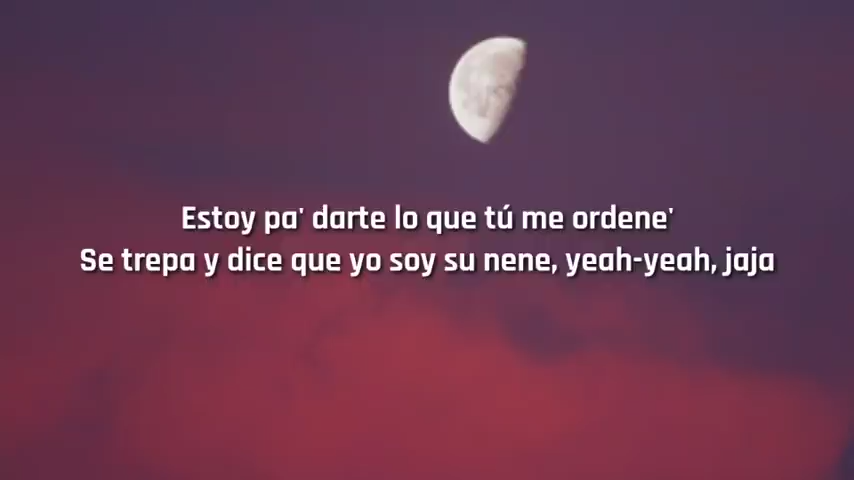 Estoy pa' darte lo que tú me ordene'
Se trepa y dice que yo soy su nene, yeah-yeah, jaja